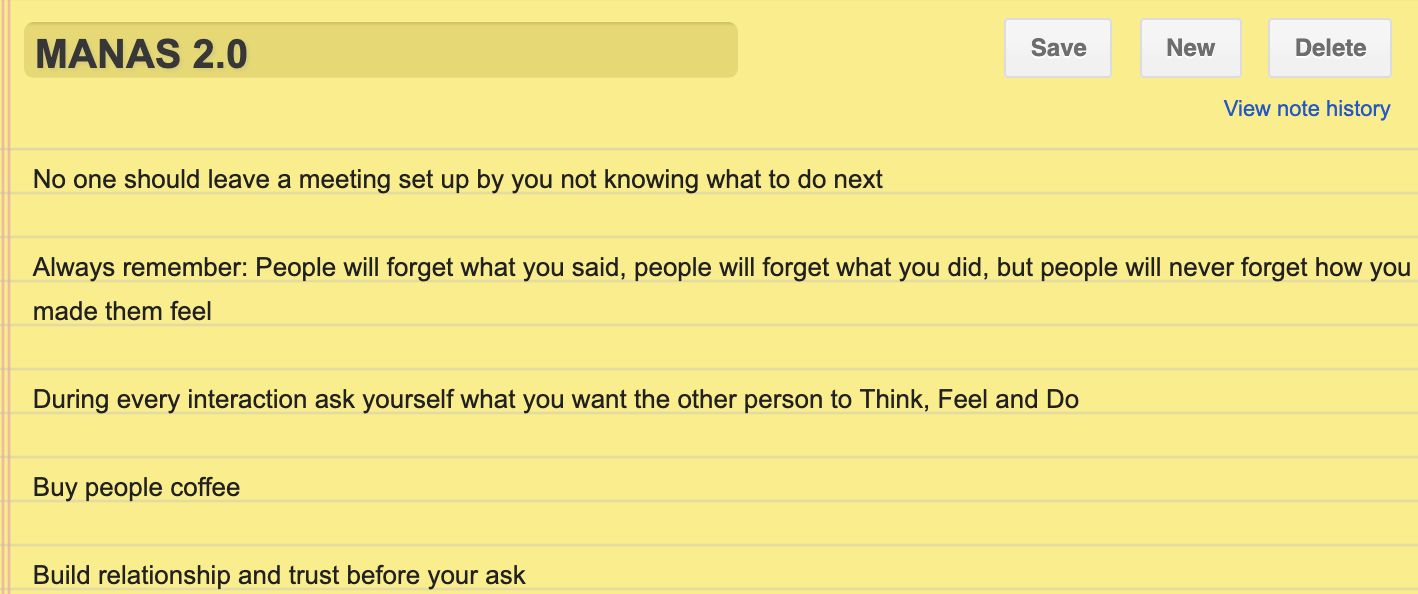 MANAS 2.0
Save
New
Delete
View note history
No one should leave a meeting set up by you not knowing what to do next
Always remember: People will forget what you said, people will forget what you did, but people will never forget how you
made them feel
During every interaction ask yourself what you want the other person to Think, Feel and Do
Buy people coffee
Build relationship and trust before your ask